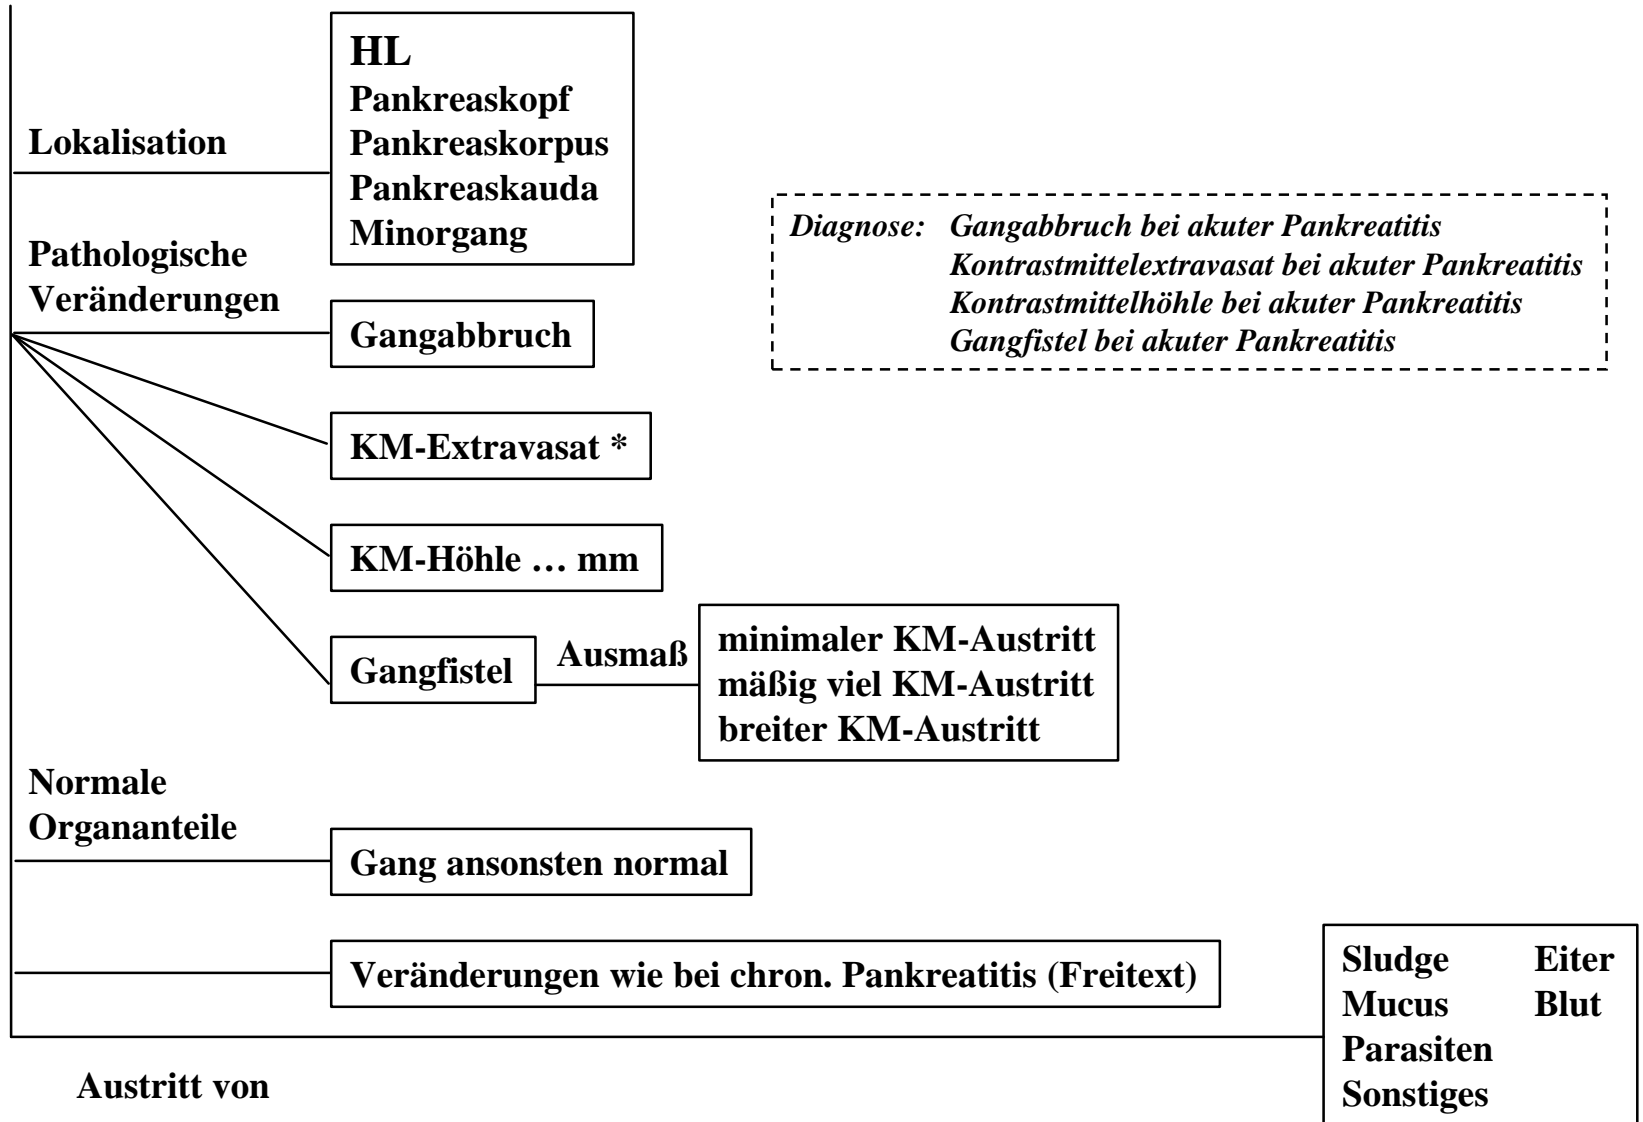 HL
Pankreaskopf
Pankreaskorpus
Pankreaskauda
Minorgang
Lokalisation
Diagnose: Gangabbruch bei akuter Pankreatitis
Kontrastmittelextravasat bei akuter Pankreatitis
Kontrastmittelhöhle bei akuter Pankreatitis
Gangfistel bei akuter Pankreatitis
Pathologische
Veränderungen
Gangabbruch
KM-Extravasat *
KM-Höhle … mm
Gangfistel
Ausmaß
minimaler KM-Austritt
mäßig viel KM-Austritt
breiter KM-Austritt
Normale
Organanteile
Gang ansonsten normal
Veränderungen wie bei chron. Pankreatitis (Freitext)
Sludge Eiter
Mucus Blut
Parasiten
Sonstiges
Austritt von